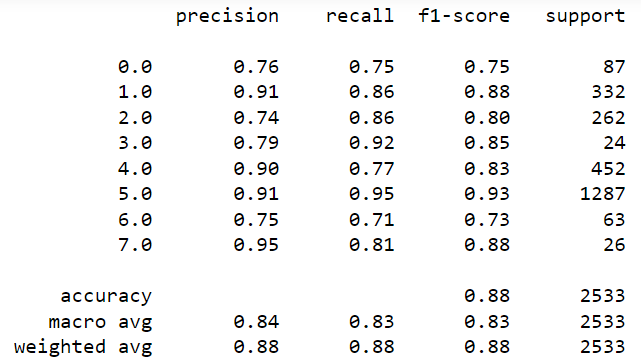 precision recall f1-score support
0.0 0.76 0.75 0.75 87
1.0 0.91 0.86 0.88 332
2.0 0.74 0.86 0.80 262
3.0 0.79 0.92 0.85 24
4.0 0.90 0.77 0.83 452
5.0 0.91 0.95 0.93 1287
6.0 0.75 0.71 0.73 63
7.0 0.95 0.81 0.88 26
accuracy 0.88 2533
macro avg 0.84 0.83 0.83 2533
weighted avg 0.88 0.88 0.88 2533